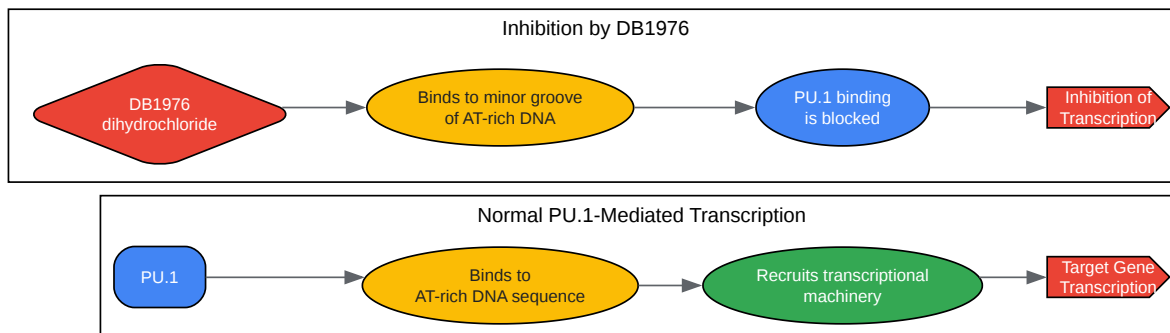 Inhibition by DB1976
DB1976
dihydrochloride
Binds to minor groove
of AT-rich DNA
PU.1 binding
is blocked
Inhibition of
Transcription
Normal PU.1-Mediated Transcription
PU.1
Binds to
AT-rich DNA sequence
Recruits transcriptional
machinery
Target Gene
Transcription